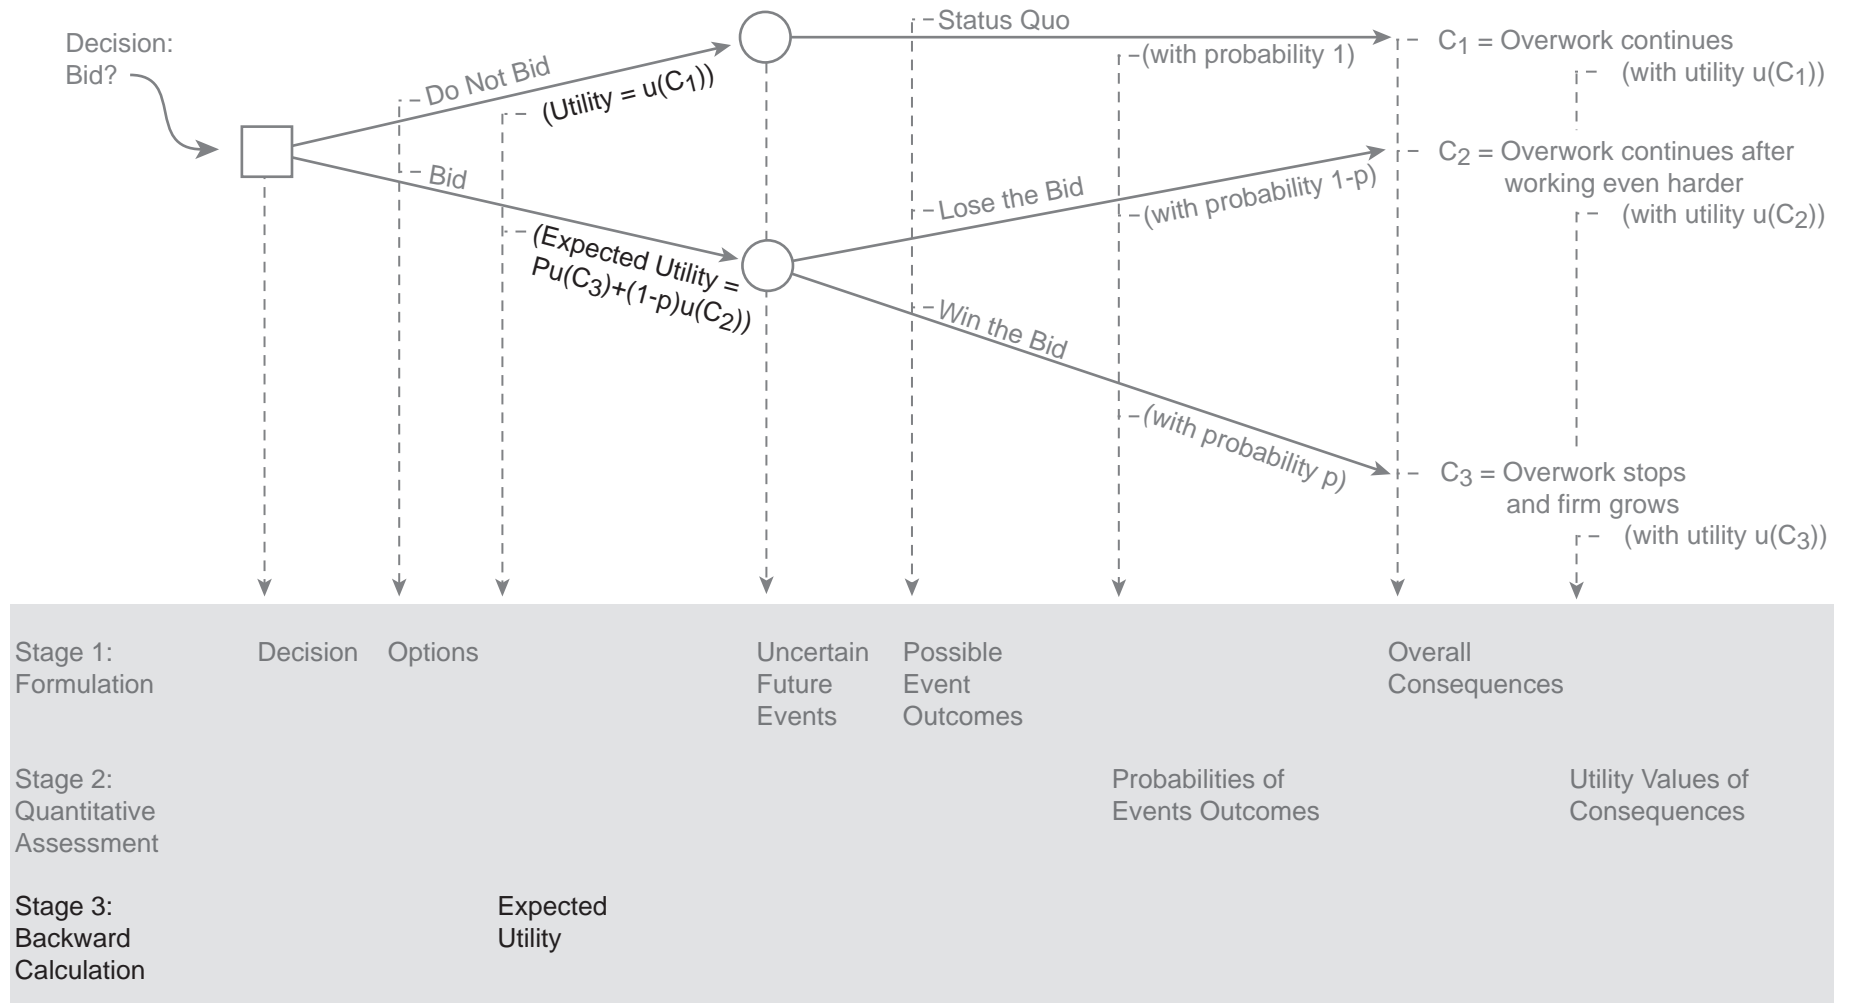 Decision:
Bid?
Do Not Bid
(Utility = u(C1))
Bid
(Expected Utility =
Pu(C3)+(1-p)u(C2))
Status Quo
(with probability 1)
Lose the Bid
(with probability 1-p)
Win the Bid
(with probability p)
C1 = Overwork continues
(with utility u(C1))
C2 = Overwork continues after
working even harder
(with utility u(C2))
C3 = Overwork stops
and firm grows
(with utility u(C3))
Stage 1:
Formulation
Decision
Options
Uncertain
Future
Events
Possible
Event
Outcomes
Overall
Consequences
Stage 2:
Quantitative
Assessment
Probabilities of
Events Outcomes
Utility Values of
Consequences
Stage 3:
Backward
Calculation
Expected
Utility